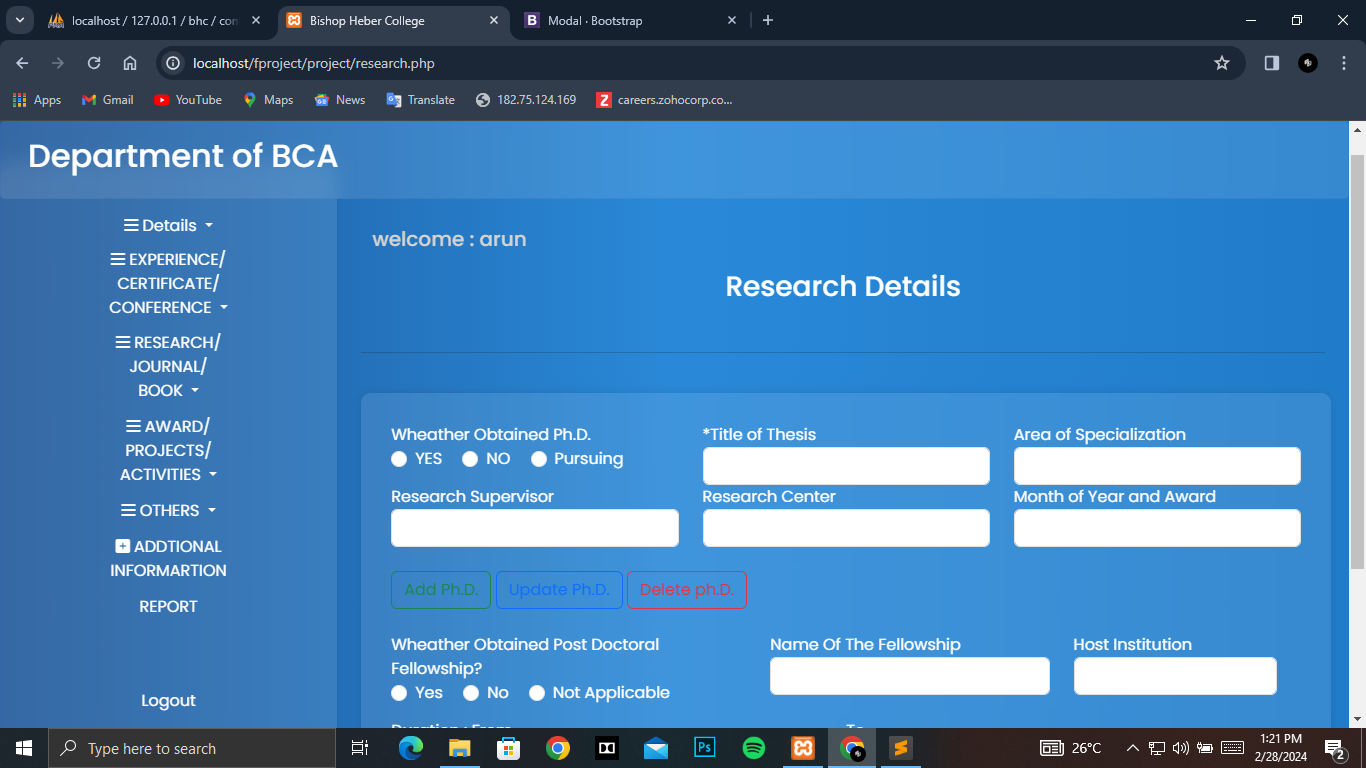 localhost / 127.0.0.1 / bhc / con
Bishop Heber College
B Modal · Bootstrap
localhost/fproject/project/research.php
Apps Gmail YouTube Maps News Translate 182.75.124.169 Z careers.zohocorp.co...
Department of BCA
Details
EXPERIENCE/
CERTIFICATE/
CONFERENCE
RESEARCH/
JOURNAL/
BOOK
AWARD/
PROJECTS/
ACTIVITIES
OTHERS
ADDTIONAL
INFORMARTION
REPORT
Logout
welcome : arun
Research Details
Wheather Obtained Ph.D.
YES NO Pursuing
*Title of Thesis
Area of Specialization
Research Supervisor
Research Center
Month of Year and Award
Add Ph.D. Update Ph.D. Delete ph.D.
Wheather Obtained Post Doctoral
Fellowship?
Yes No Not Applicable
Name Of The Fellowship
Host Institution
Duration : From
To
Type here to search
Ps
26°C
1:21 PM
2/28/2024
2